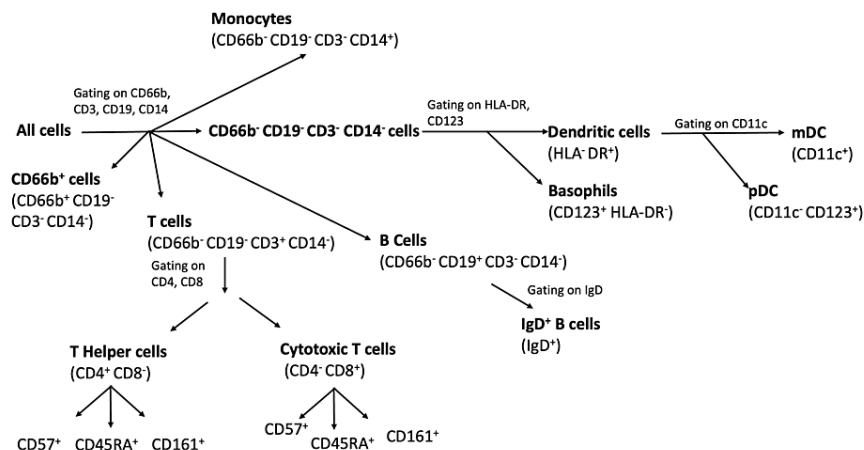 Monocytes
(CD66b⁻ CD19⁻ CD3⁻ CD14⁺)
Gating on CD66b,
CD3, CD19, CD14
All cells
CD66b⁻ CD19⁻ CD3⁻ CD14⁻ cells
Gating on HLA-DR,
CD123
Dendritic cells
(HLA⁻ DR⁺)
Gating on CD11c
mDC
(CD11c⁺)
CD66b⁺ cells
(CD66b⁺ CD19⁻
CD3⁻ CD14⁻)
Basophils
(CD123⁺ HLA-DR⁻)
pDC
(CD11c⁻ CD123⁺)
T cells
(CD66b⁻ CD19⁻ CD3⁺ CD14⁻)
B Cells
(CD66b⁻ CD19⁺ CD3⁻ CD14⁻)
Gating on
CD4, CD8
Gating on IgD
IgD⁺ B cells
(IgD⁺)
T Helper cells
(CD4⁺ CD8⁻)
Cytotoxic T cells
(CD4⁻ CD8⁺)
CD57⁺
CD45RA⁺
CD161⁺
CD57⁺
CD45RA⁺
CD161⁺